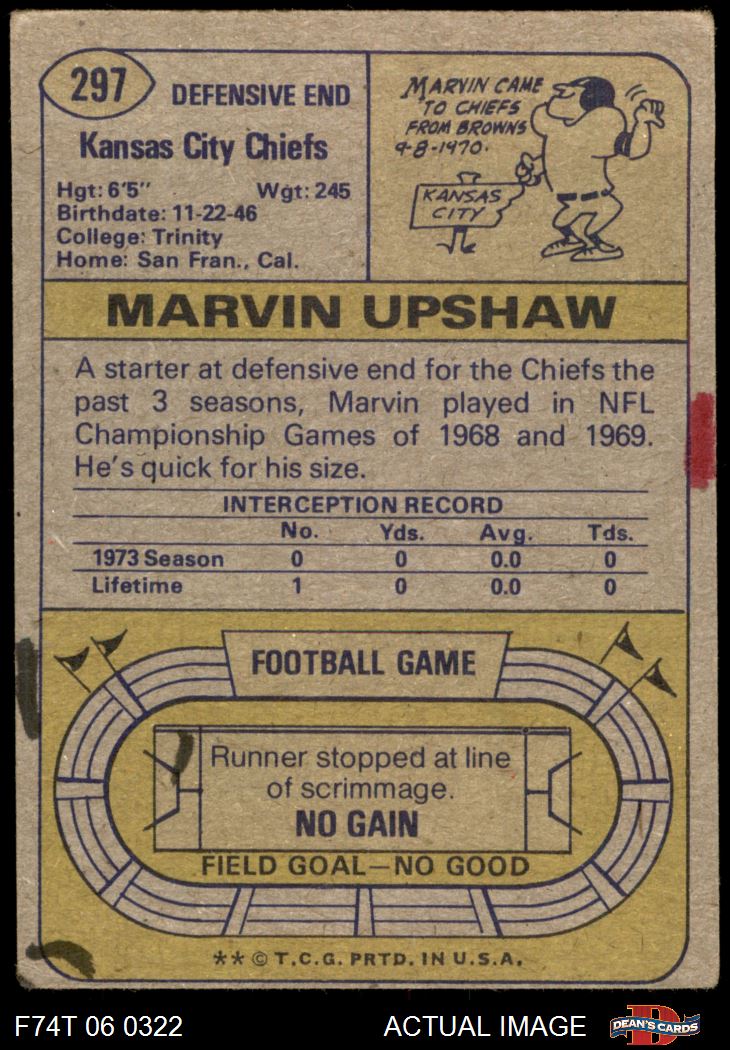 297
DEFENSIVE END
Kansas City Chiefs
Hgt: 6'5" Wgt: 245
Birthdate: 11-22-46
College: Trinity
Home: San Fran., Cal.
MARVIN CAME
TO CHIEFS
FROM BROWNS
9-8-1970.
KANSAS
CITY
MARVIN UPSHAW
A starter at defensive end for the Chiefs the
past 3 seasons, Marvin played in NFL
Championship Games of 1968 and 1969.
He's quick for his size.
INTERCEPTION RECORD
No. Yds. Avg. Tds.
1973 Season 0 0 0.0 0
Lifetime 1 0 0.0 0
FOOTBALL GAME
Runner stopped at line
of scrimmage.
NO GAIN
FIELD GOAL—NO GOOD
** © T.C.G. PRTD. IN U.S.A.
F74T 06 0322 ACTUAL IMAGE
D
DEAN'S CARDS